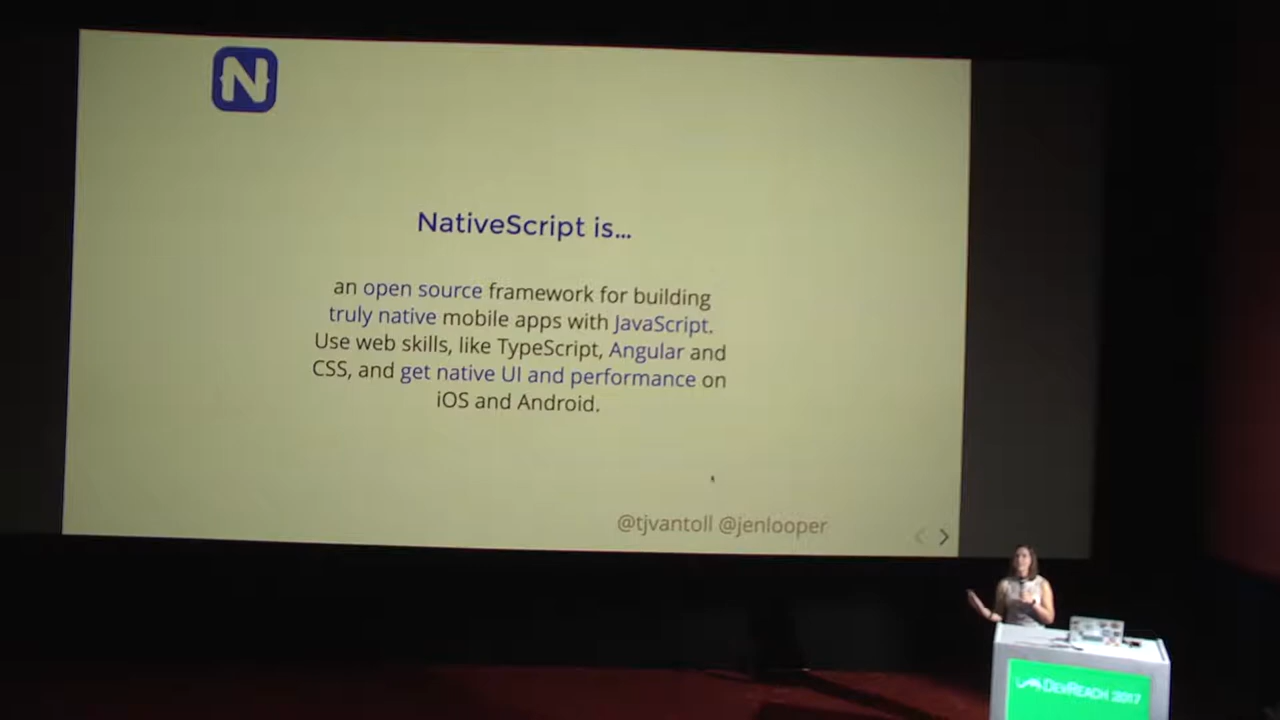 N
NativeScript is...
an open source framework for building
truly native mobile apps with JavaScript.
Use web skills, like TypeScript, Angular and
CSS, and get native UI and performance on
iOS and Android.
@tjvantoll @jenlooper
DEVREACH 2017